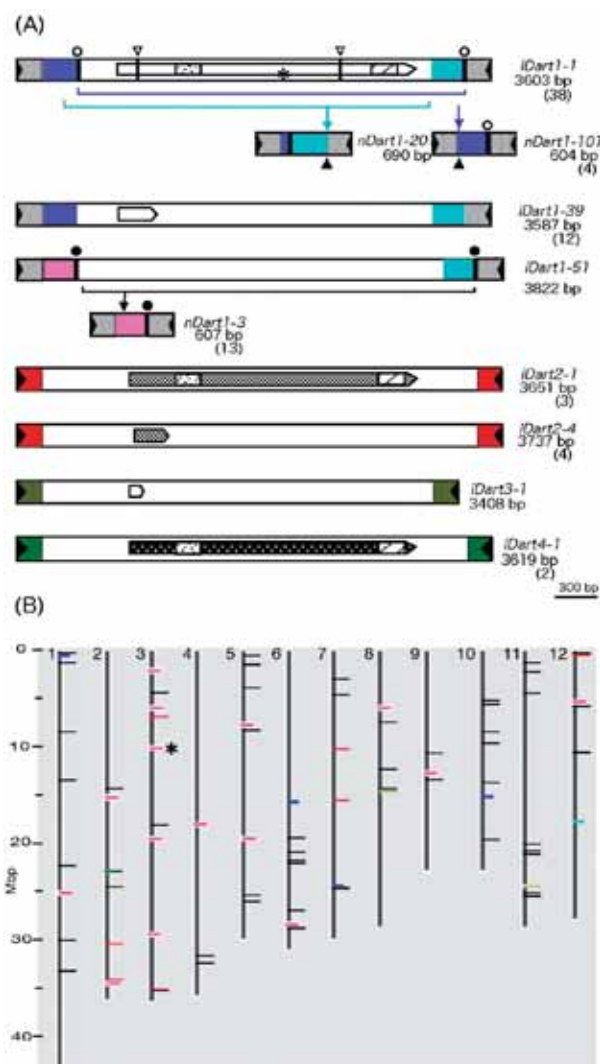 (A)
iDart1-1
3603 bp
(38)
*
nDart1-20
690 bp
nDart1-101
604 bp
(4)
iDart1-39
3587 bp
(12)
iDart1-51
3822 bp
nDart1-3
607 bp
(13)
iDart2-1
3651 bp
(3)
iDart2-4
3737 bp
(4)
iDart3-1
3408 bp
iDart4-1
3619 bp
(2)
300 bp
(B)
0 1 2 3 4 5 6 7 8 9 10 11 12
10 *
20
Mbp
30
40